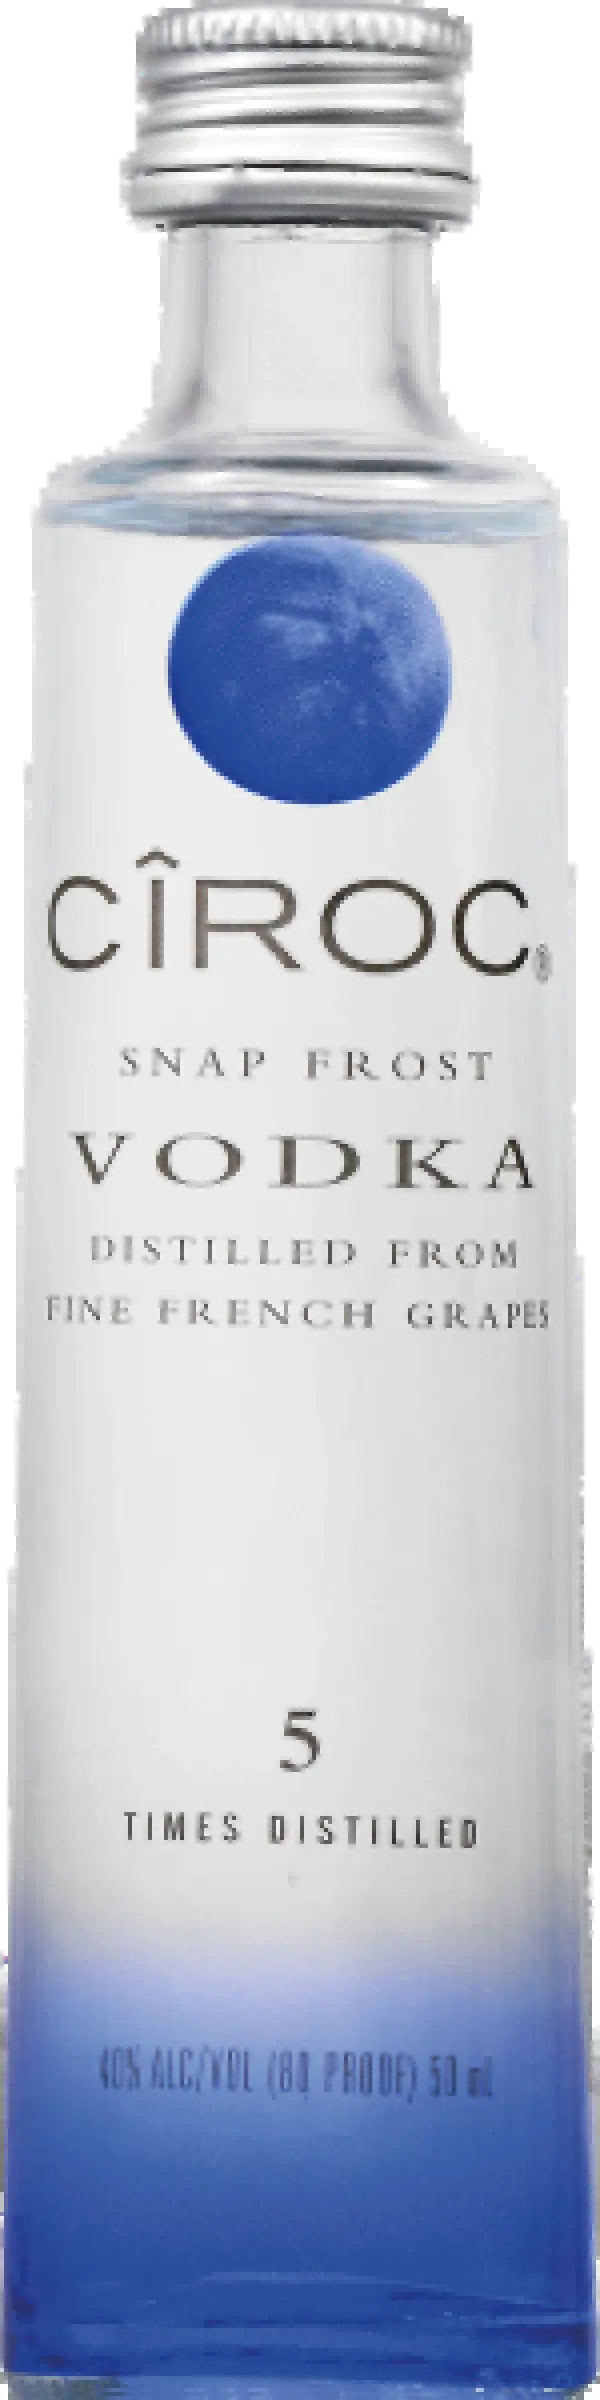 CÎROC®
SNAP FROST
VODKA
DISTILLED FROM
FINE FRENCH GRAPES
5
TIMES DISTILLED
40% ALC/VOL (80 PROOF) 50 mL